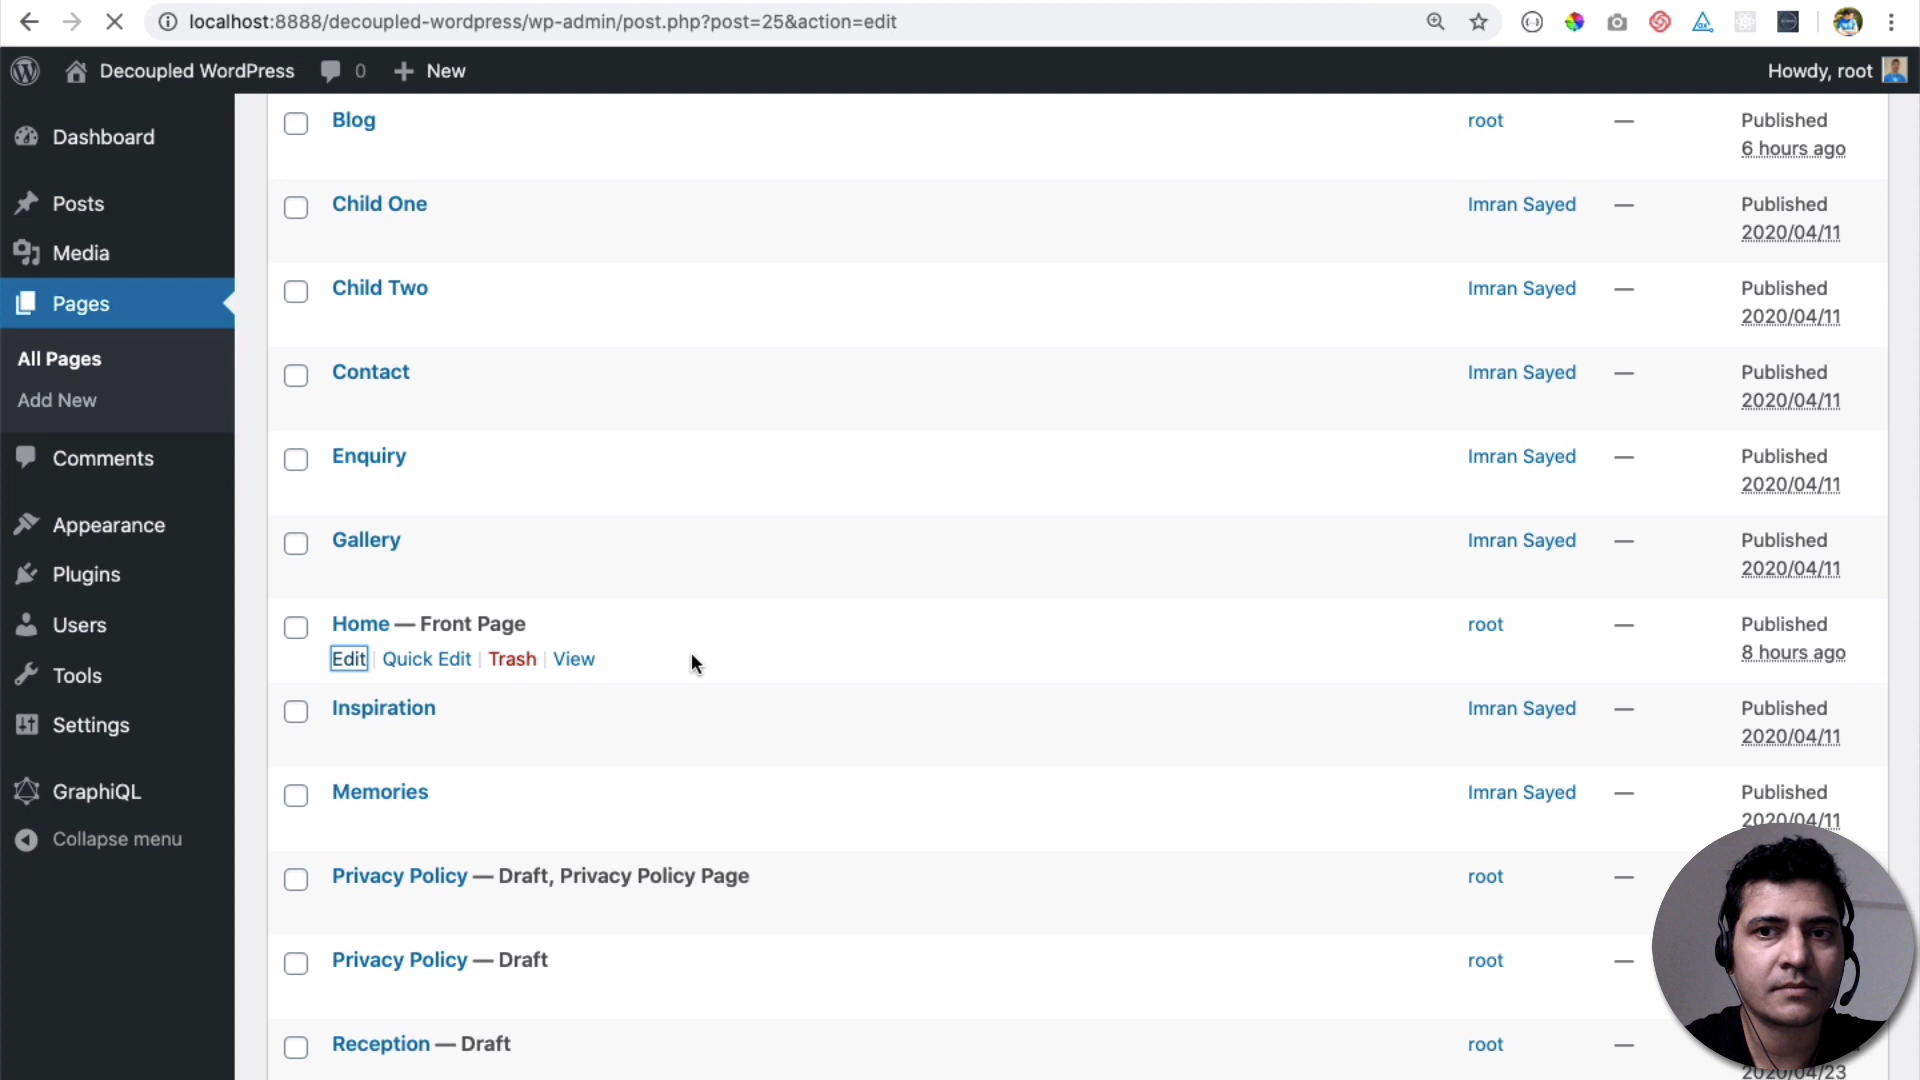 localhost:8888/decoupled-wordpress/wp-admin/post.php?post=25&action=edit
Decoupled WordPress 0 New
Howdy, root
Dashboard
Posts
Media
Pages
All Pages
Add New
Comments
Appearance
Plugins
Users
Tools
Settings
GraphiQL
Collapse menu
Blog root — Published
6 hours ago
Child One Imran Sayed — Published
2020/04/11
Child Two Imran Sayed — Published
2020/04/11
Contact Imran Sayed — Published
2020/04/11
Enquiry Imran Sayed — Published
2020/04/11
Gallery Imran Sayed — Published
2020/04/11
Home — Front Page root — Published
Edit | Quick Edit | Trash | View 8 hours ago
Inspiration Imran Sayed — Published
2020/04/11
Memories Imran Sayed — Published
2020/04/11
Privacy Policy — Draft, Privacy Policy Page root —
Privacy Policy — Draft root —
Reception — Draft root —
2020/04/23